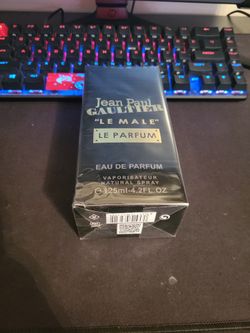 Jean Paul
GAULTIER
"LE MALE"
LE PARFUM
EAU DE PARFUM
VAPORISATEUR
NATURAL SPRAY
℮125ml-4.2FL.OZ